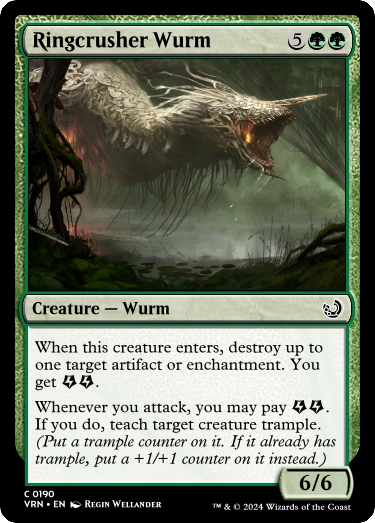 Ringcrusher Wurm 5
Creature — Wurm
When this creature enters, destroy up to
one target artifact or enchantment. You
get .
Whenever you attack, you may pay .
If you do, teach target creature trample.
(Put a trample counter on it. If it already has
trample, put a +1/+1 counter on it instead.)
6/6
C 0190
VRN • EN Regin Wellander
™ & © 2024 Wizards of the Coast